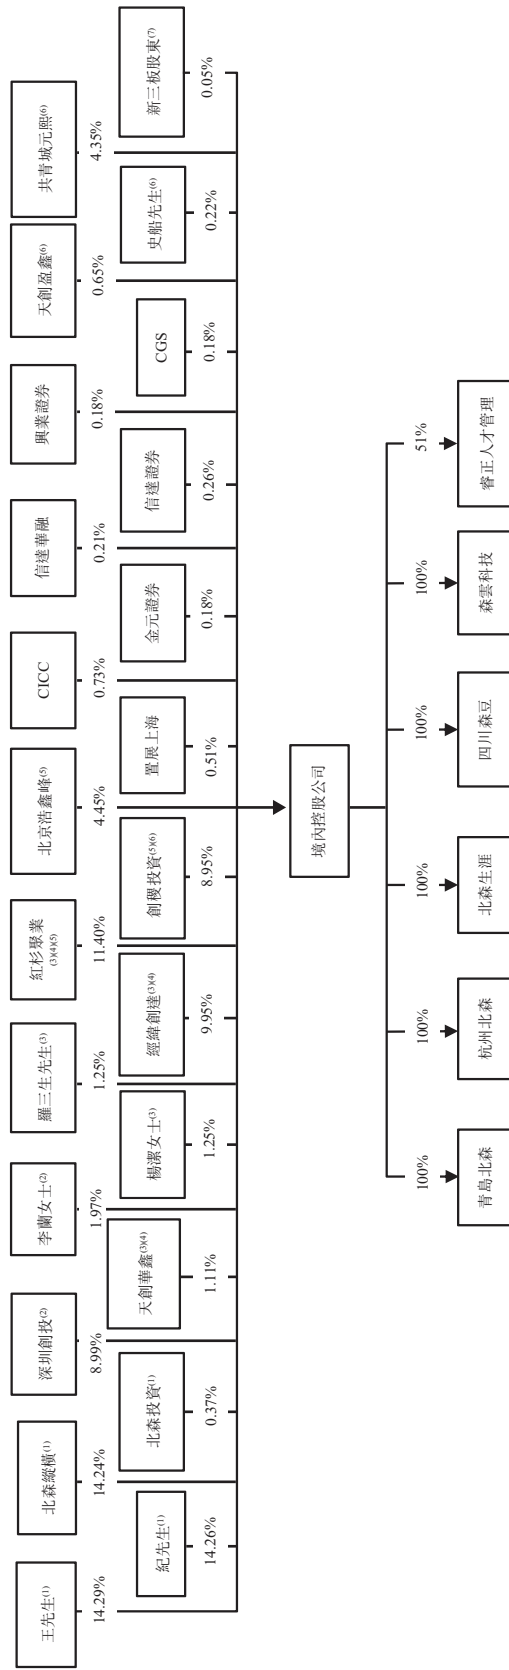 王先生(1)
14.29%
北森縱橫(1)
14.24%
深圳創投(2)
8.99%
李蘭女士(2)
1.97%
羅三生先生(3)
1.25%
紅杉聚業
(3)(4)(5)
11.40%
北京浩鑫峰(5)
4.45%
CICC
0.73%
信達華融
0.21%
興業證券
0.18%
天創盈鑫(6)
0.65%
共青城元熙(6)
4.35%
紀先生(1)
14.26%
北森投資(1)
0.37%
天創華鑫(3)(4)
1.11%
楊潔女士(3)
1.25%
經緯創達(3)(4)
9.95%
創稷投資(5)(6)
8.95%
置展上海
0.51%
金元證券
0.18%
信達證券
0.26%
CGS
0.18%
史船先生(6)
0.22%
新三板股東(7)
0.05%
境內控股公司
100%
青島北森
100%
杭州北森
100%
北森生涯
100%
四川森豆
100%
森雲科技
51%
睿正人才管理